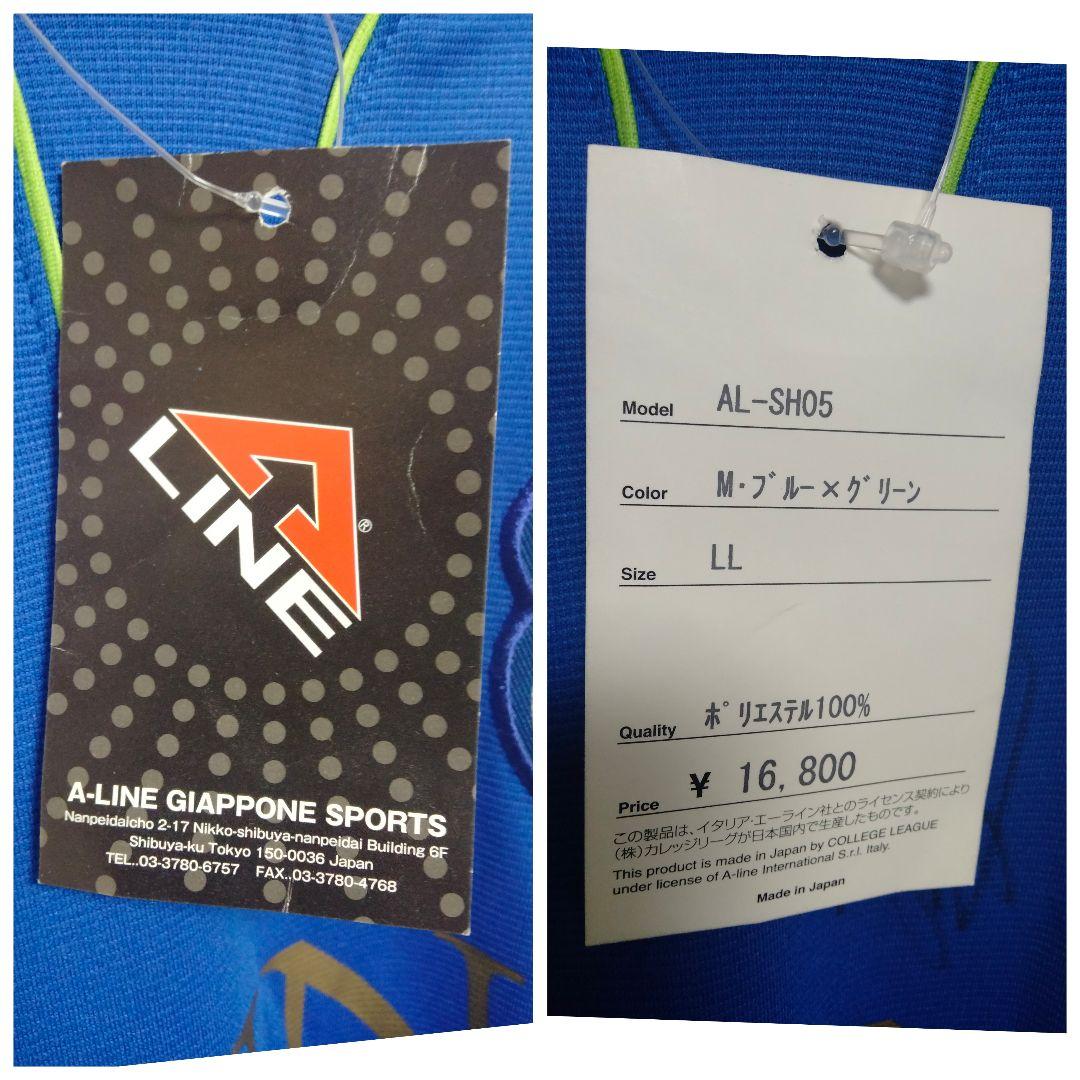 LINE
®
A-LINE GIAPPONE SPORTS
Nanpeidaicho 2-17 Nikko-shibuya-nanpeidai Building 6F
Shibuya-ku Tokyo 150-0036 Japan
TEL..03-3780-6757 FAX..03-3780-4768
Model AL-SH05
Color M・ﾌﾞﾙｰ×ｸﾞﾘｰﾝ
Size LL
Quality ﾎﾟﾘｴｽﾃﾙ100%
Price ¥ 16,800
この製品は、イタリア・エーライン社とのライセンス契約により
（株）カレッジリーグが日本国内で生産したものです。
This product is made in Japan by COLLEGE LEAGUE
under license of A-line International S.r.l. Italy.
Made in Japan